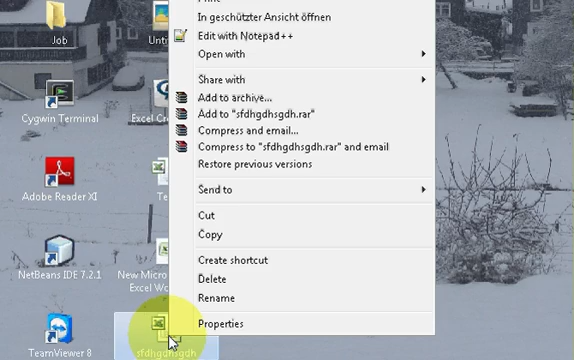 In geschützter Ansicht öffnen
Edit with Notepad++
Open with
Share with
Add to archive...
Add to "sfdhgdhsgdh.rar"
Compress and email...
Compress to "sfdhgdhsgdh.rar" and email
Restore previous versions
Send to
Cut
Copy
Create shortcut
Delete
Rename
Properties
Job
Cygwin Terminal
Adobe Reader XI
NetBeans IDE 7.2.1
New Micro
Excel Wo
TeamViewer 8
sfdhgdhsgdh